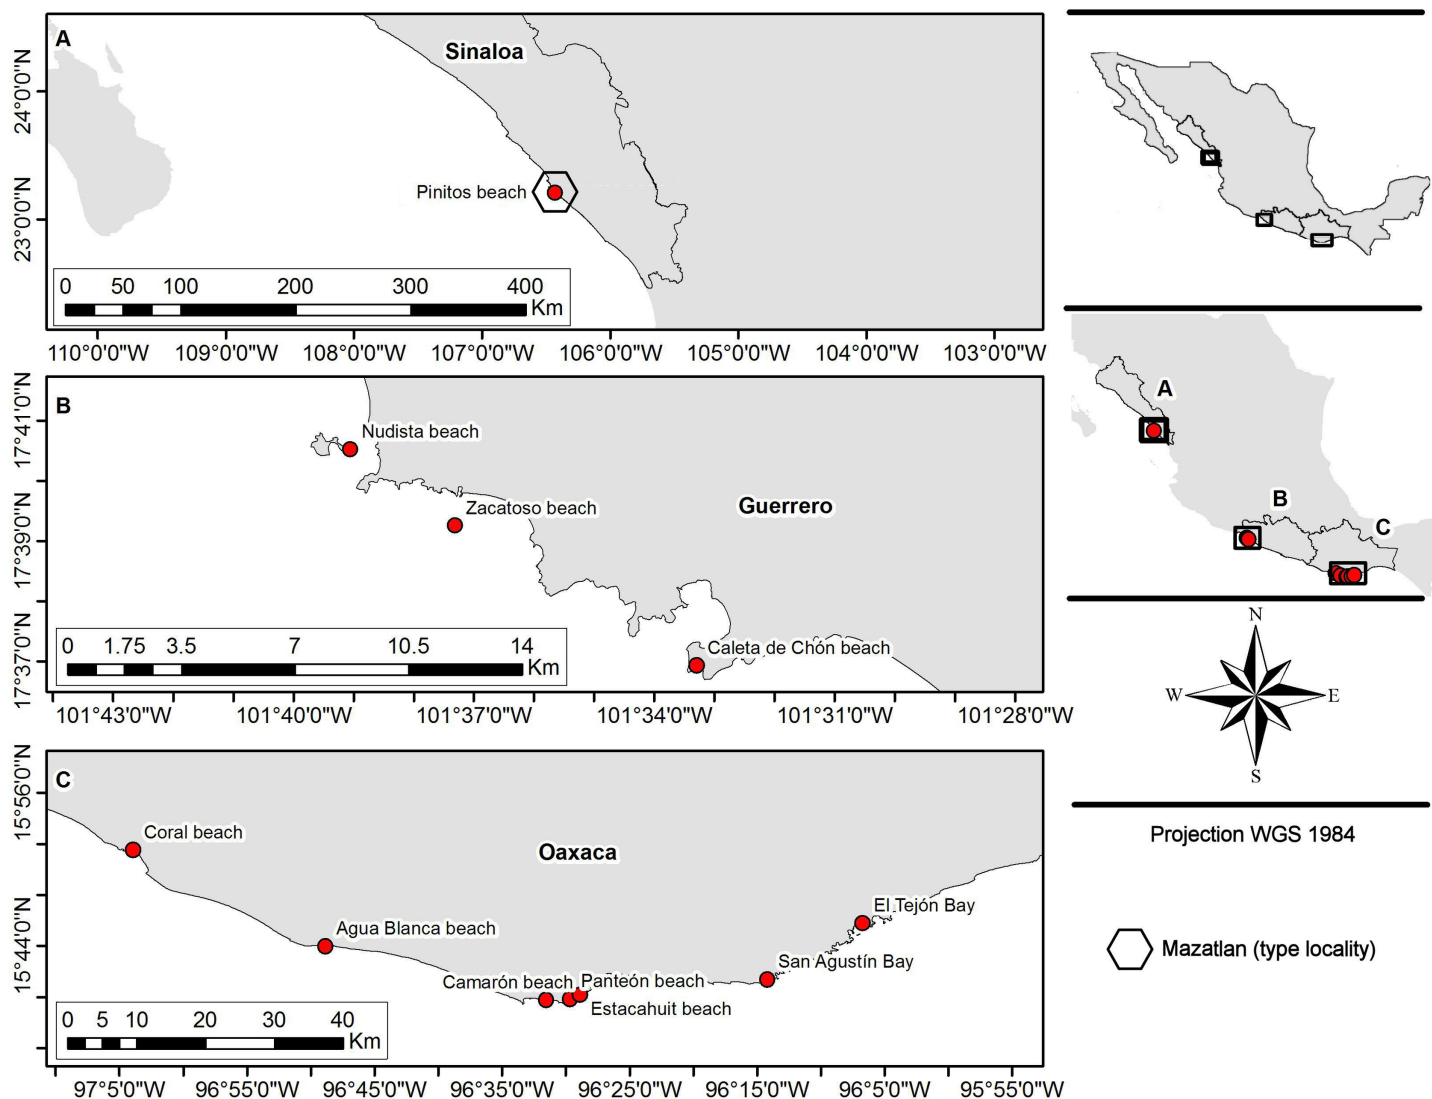 A
Sinaloa
Pinitos beach
24°0'0"N
23°0'0"N
0 50 100 200 300 400
Km
110°0'0"W 109°0'0"W 108°0'0"W 107°0'0"W 106°0'0"W 105°0'0"W 104°0'0"W 103°0'0"W
B
Nudista beach
Zacatoso beach
Guerrero
Caleta de Chón beach
17°41'0"N
17°39'0"N
17°37'0"N
0 1.75 3.5 7 10.5 14
Km
101°43'0"W 101°40'0"W 101°37'0"W 101°34'0"W 101°31'0"W 101°28'0"W
C
Coral beach
Oaxaca
El Tejón Bay
Agua Blanca beach
San Agustín Bay
Camarón beach
Panteón beach
Estacahuit beach
15°56'0"N
15°44'0"N
0 5 10 20 30 40
Km
97°5'0"W 96°55'0"W 96°45'0"W 96°35'0"W 96°25'0"W 96°15'0"W 96°5'0"W 95°55'0"W
A
B
C
N
W E
S
Projection WGS 1984
Mazatlan (type locality)